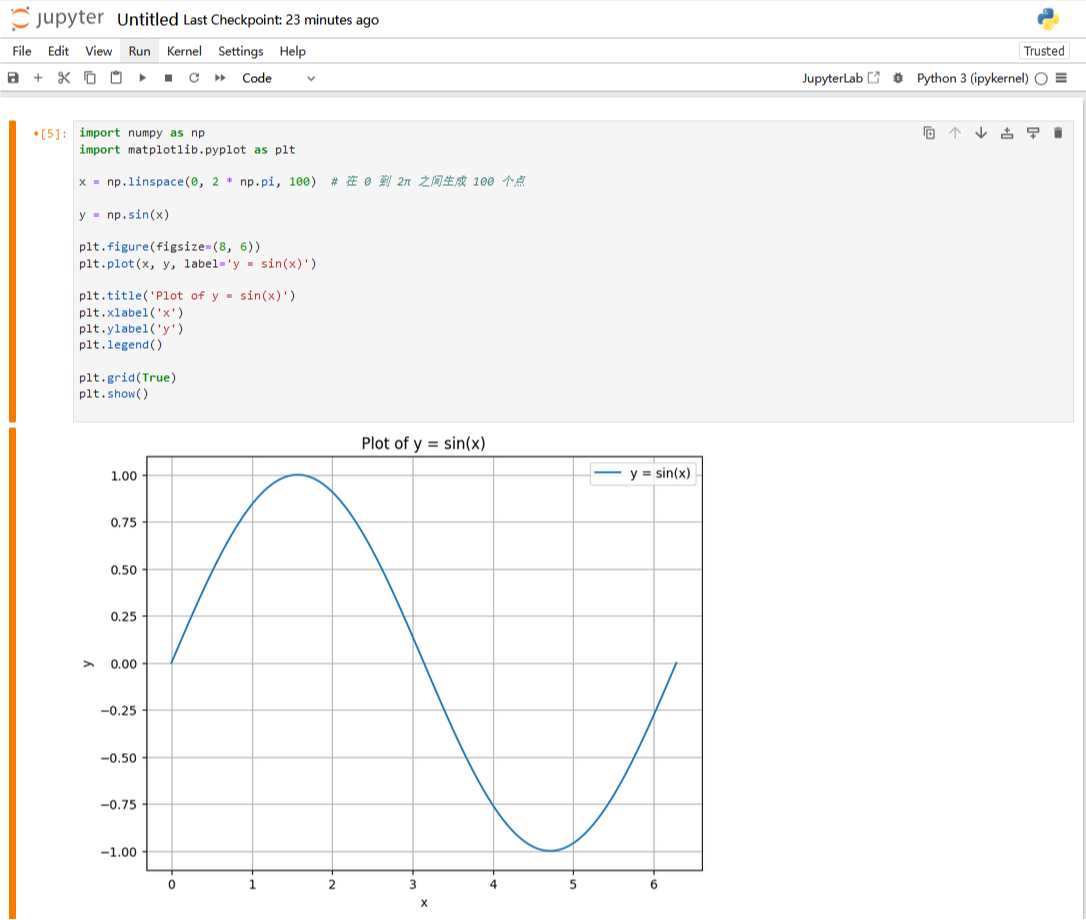 jupyter Untitled Last Checkpoint: 23 minutes ago
File Edit View Run Kernel Settings Help Trusted
Code JupyterLab Python 3 (ipykernel)
•[5]:
import numpy as np
import matplotlib.pyplot as plt
x = np.linspace(0, 2 * np.pi, 100)  # 在 0 到 2π 之间生成 100 个点
y = np.sin(x)
plt.figure(figsize=(8, 6))
plt.plot(x, y, label='y = sin(x)')
plt.title('Plot of y = sin(x)')
plt.xlabel('x')
plt.ylabel('y')
plt.legend()
plt.grid(True)
plt.show()
Plot of y = sin(x)
y = sin(x)
1.00
0.75
0.50
0.25
0.00
−0.25
−0.50
−0.75
−1.00
y
0 1 2 3 4 5 6
x